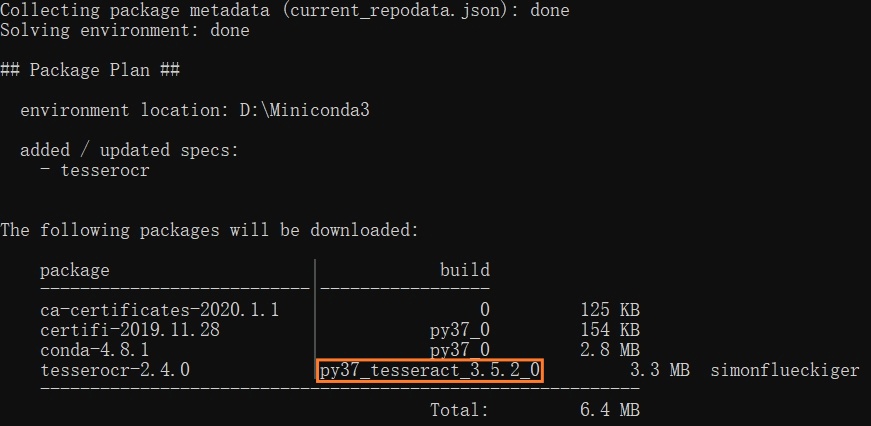 Collecting package metadata (current_repodata.json): done
Solving environment: done
## Package Plan ##
environment location: D:\Miniconda3
added / updated specs:
- tesserocr
The following packages will be downloaded:
package | build
---------------------------|-----------------
ca-certificates-2020.1.1 | 0 125 KB
certifi-2019.11.28 | py37_0 154 KB
conda-4.8.1 | py37_0 2.8 MB
tesserocr-2.4.0 |py37_tesseract_3.5.2_0 3.3 MB simonflueckiger
------------------------------------------------------------
Total: 6.4 MB